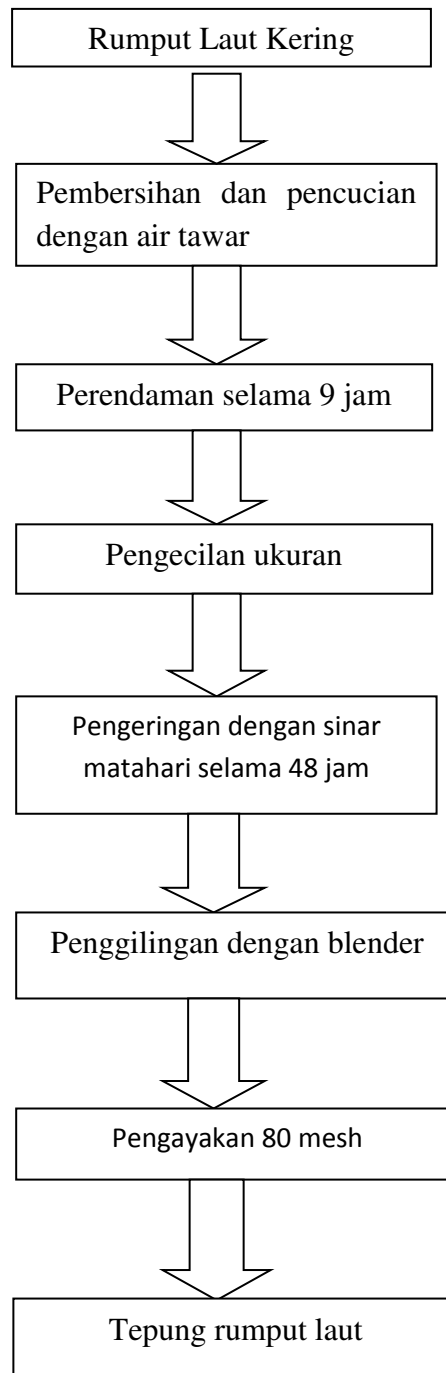 Rumput Laut Kering
Pembersihan dan pencucian
dengan air tawar
Perendaman selama 9 jam
Pengecilan ukuran
Pengeringan dengan sinar
matahari selama 48 jam
Penggilingan dengan blender
Pengayakan 80 mesh
Tepung rumput laut